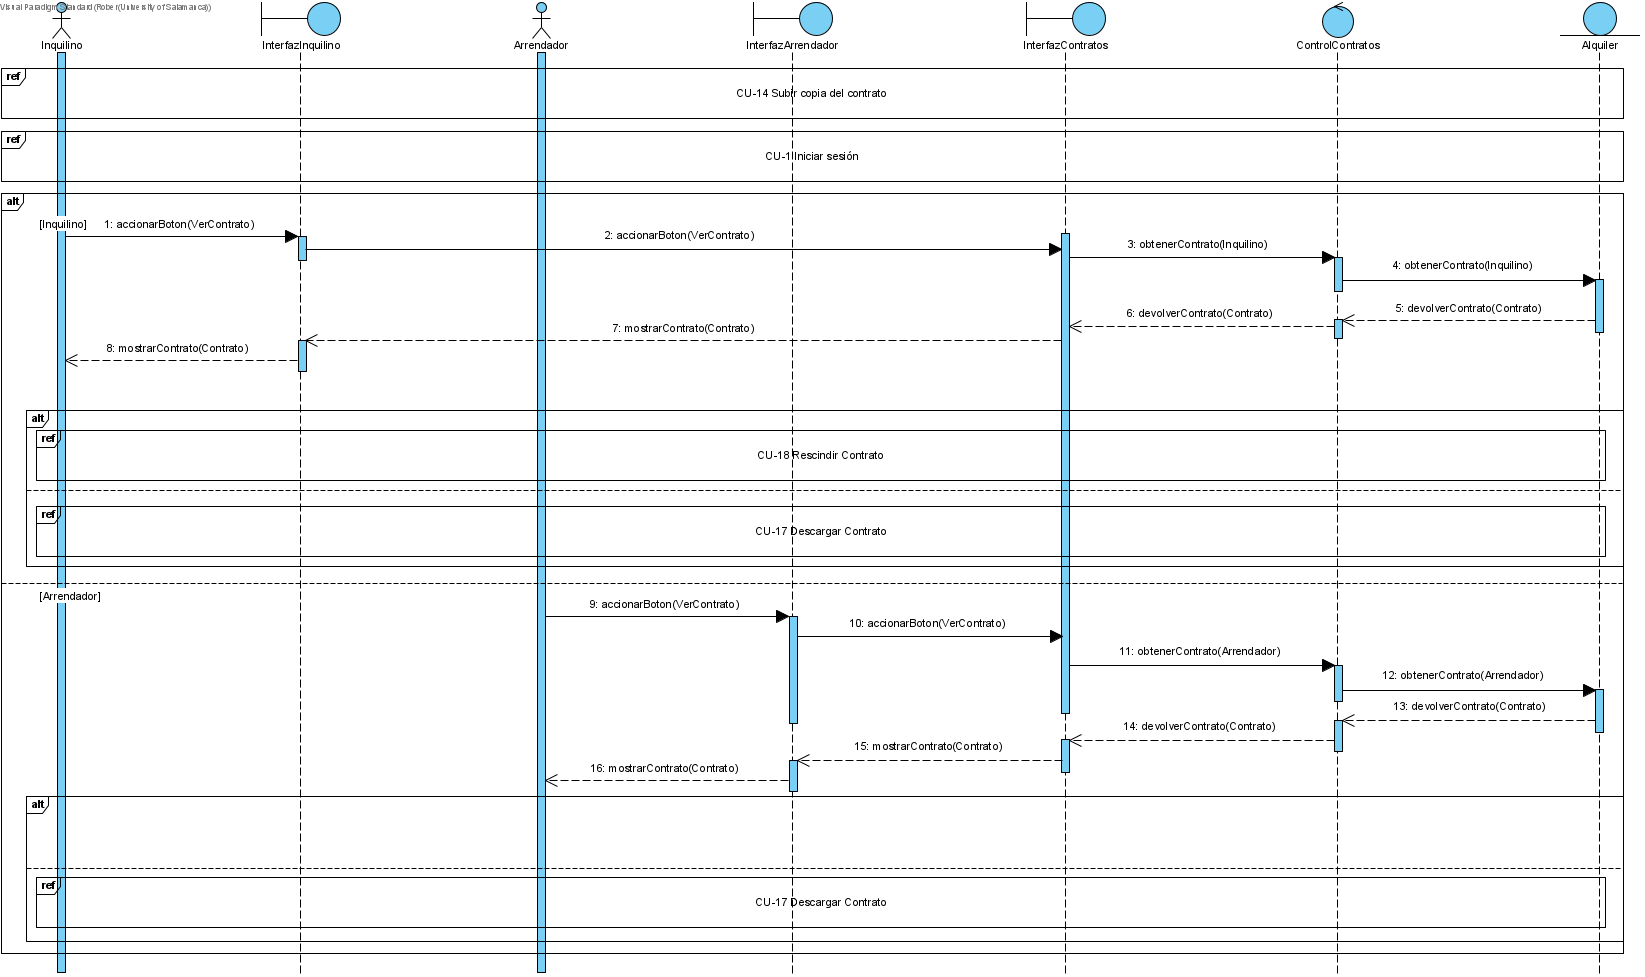 Visual Paradigm Standard (Rober(University of Salamanca))
Inquilino
InterfazInquilino
Arrendador
InterfazArrendador
InterfazContratos
ControlContratos
Alquiler
ref
CU-14 Subir copia del contrato
ref
CU-1 Iniciar sesión
alt
[Inquilino]
1: accionarBoton(VerContrato)
2: accionarBoton(VerContrato)
3: obtenerContrato(Inquilino)
4: obtenerContrato(Inquilino)
5: devolverContrato(Contrato)
6: devolverContrato(Contrato)
7: mostrarContrato(Contrato)
8: mostrarContrato(Contrato)
alt
ref
CU-18 Rescindir Contrato
ref
CU-17 Descargar Contrato
[Arrendador]
9: accionarBoton(VerContrato)
10: accionarBoton(VerContrato)
11: obtenerContrato(Arrendador)
12: obtenerContrato(Arrendador)
13: devolverContrato(Contrato)
14: devolverContrato(Contrato)
15: mostrarContrato(Contrato)
16: mostrarContrato(Contrato)
alt
ref
CU-17 Descargar Contrato